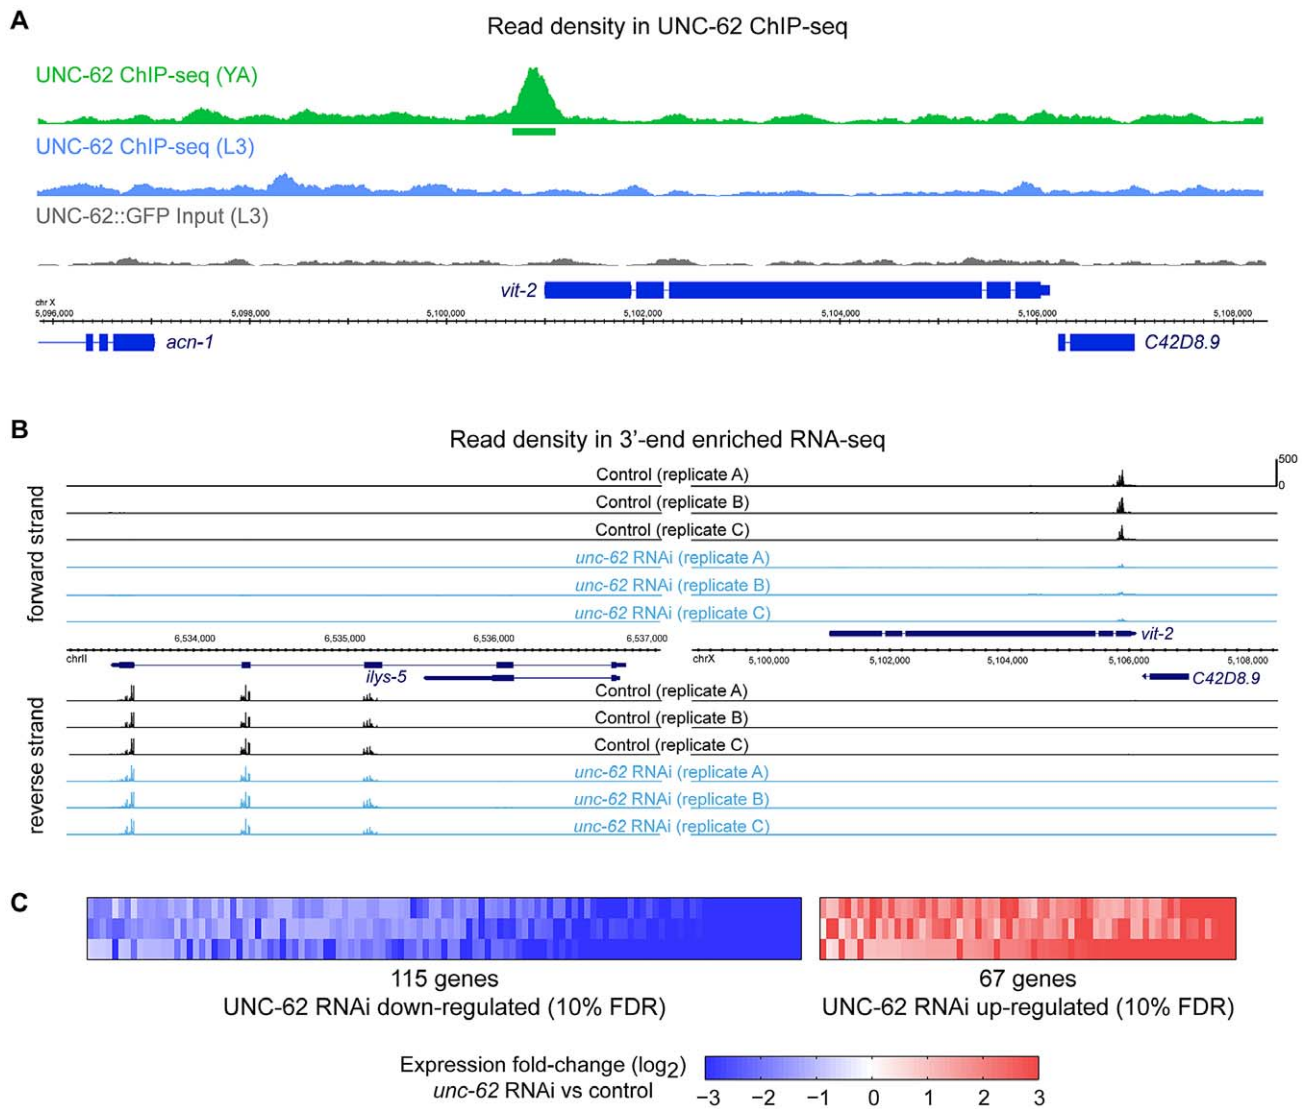 A
Read density in UNC-62 ChIP-seq
UNC-62 ChIP-seq (YA)
UNC-62 ChIP-seq (L3)
UNC-62::GFP Input (L3)
vit-2
chr X
5,096,000 5,098,000 5,100,000 5,102,000 5,104,000 5,106,000 5,108,000
acn-1 C42D8.9
B
Read density in 3'-end enriched RNA-seq
forward strand
Control (replicate A)
500
0
Control (replicate B)
Control (replicate C)
unc-62 RNAi (replicate A)
unc-62 RNAi (replicate B)
unc-62 RNAi (replicate C)
6,534,000 6,535,000 6,536,000 6,537,000
vit-2
chrII
chrX 5,100,000 5,102,000 5,104,000 5,106,000 5,108,000
ilys-5
C42D8.9
reverse strand
Control (replicate A)
Control (replicate B)
Control (replicate C)
unc-62 RNAi (replicate A)
unc-62 RNAi (replicate B)
unc-62 RNAi (replicate C)
C
115 genes
UNC-62 RNAi down-regulated (10% FDR)
67 genes
UNC-62 RNAi up-regulated (10% FDR)
Expression fold-change (log2)
unc-62 RNAi vs control
−3 −2 −1 0 1 2 3